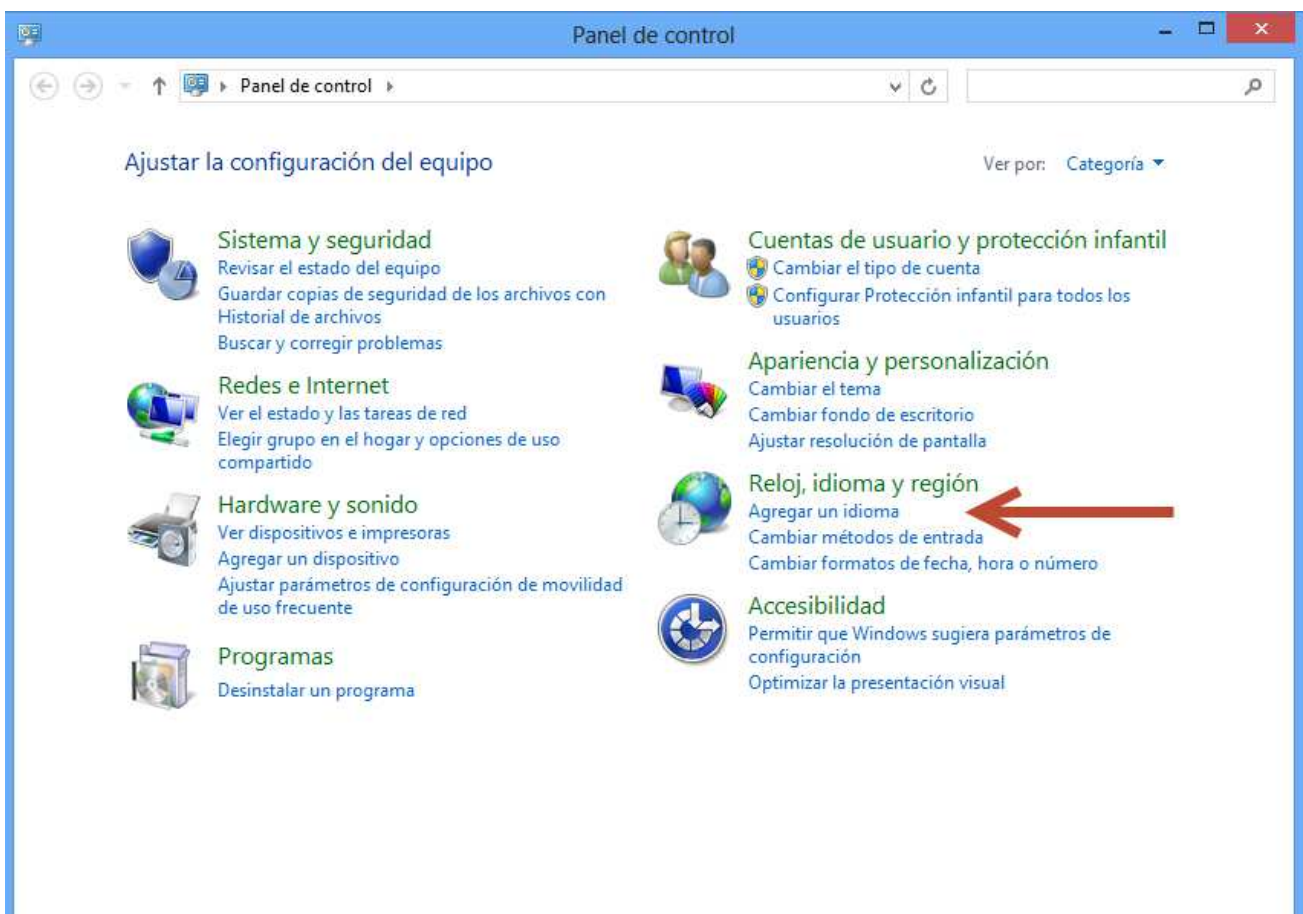 Panel de control
Panel de control
Ajustar la configuración del equipo
Ver por: Categoría
Sistema y seguridad
Revisar el estado del equipo
Guardar copias de seguridad de los archivos con
Historial de archivos
Buscar y corregir problemas
Redes e Internet
Ver el estado y las tareas de red
Elegir grupo en el hogar y opciones de uso
compartido
Hardware y sonido
Ver dispositivos e impresoras
Agregar un dispositivo
Ajustar parámetros de configuración de movilidad
de uso frecuente
Programas
Desinstalar un programa
Cuentas de usuario y protección infantil
Cambiar el tipo de cuenta
Configurar Protección infantil para todos los
usuarios
Apariencia y personalización
Cambiar el tema
Cambiar fondo de escritorio
Ajustar resolución de pantalla
Reloj, idioma y región
Agregar un idioma
Cambiar métodos de entrada
Cambiar formatos de fecha, hora o número
Accesibilidad
Permitir que Windows sugiera parámetros de
configuración
Optimizar la presentación visual